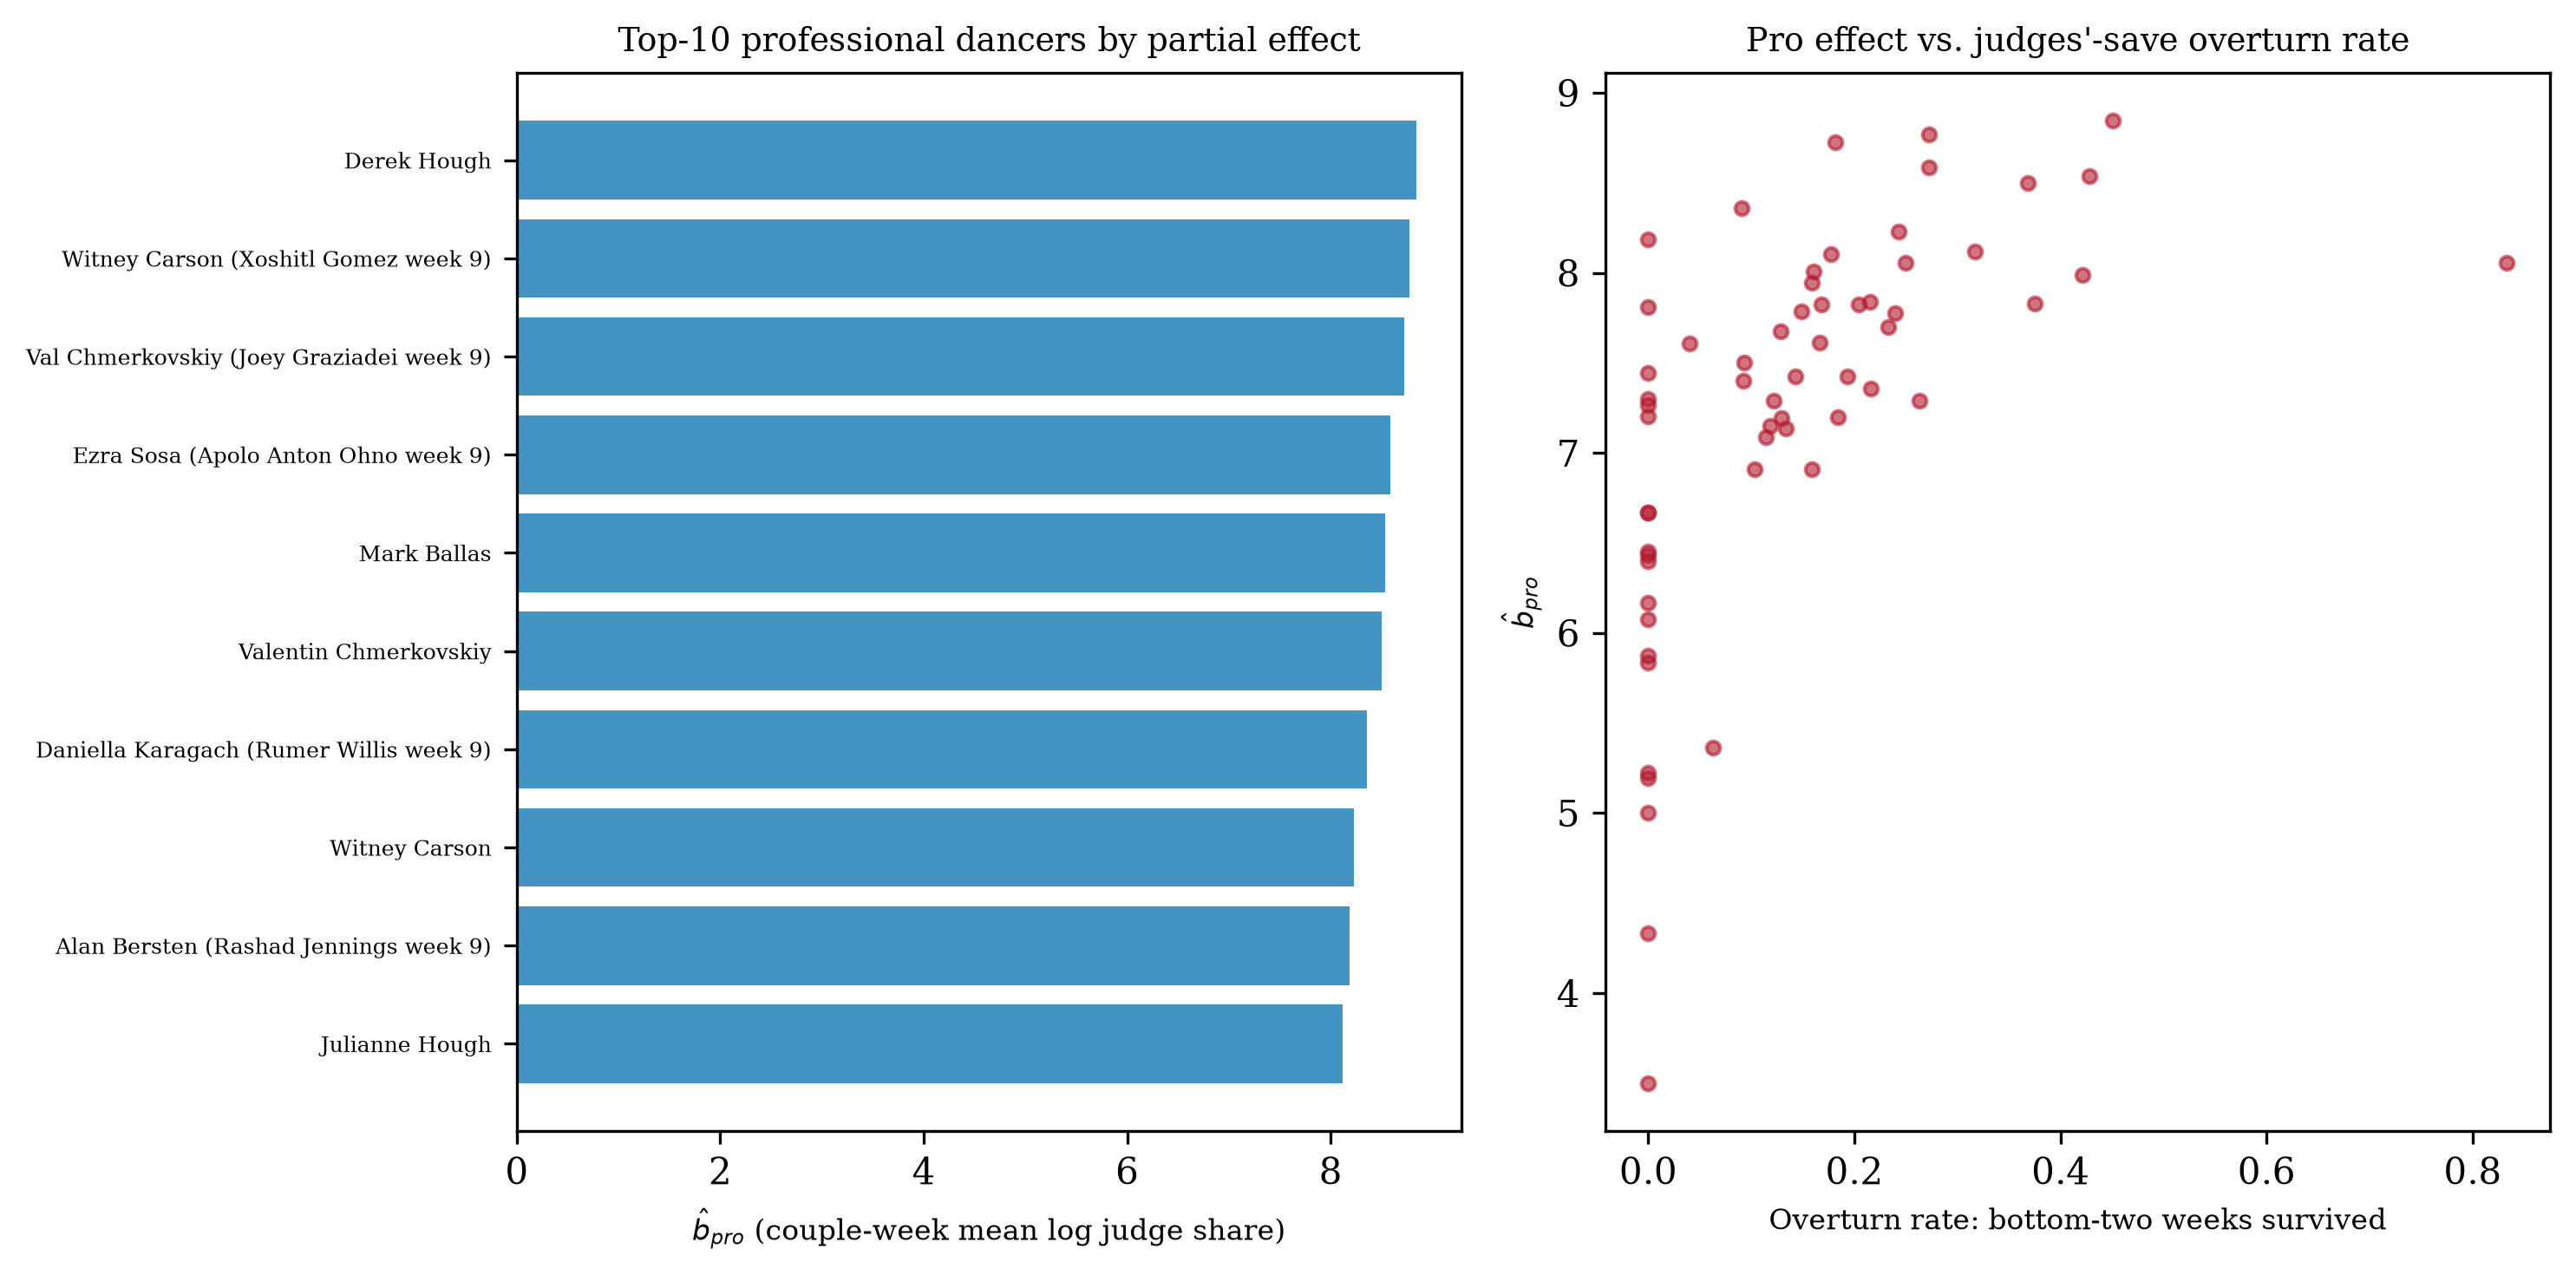 Top-10 professional dancers by partial effect
Derek Hough
Witney Carson (Xoshitl Gomez week 9)
Val Chmerkovskiy (Joey Graziadei week 9)
Ezra Sosa (Apolo Anton Ohno week 9)
Mark Ballas
Valentin Chmerkovskiy
Daniella Karagach (Rumer Willis week 9)
Witney Carson
Alan Bersten (Rashad Jennings week 9)
Julianne Hough
0 2 4 6 8
b̂_pro (couple-week mean log judge share)
Pro effect vs. judges'-save overturn rate
9
8
7
6
5
4
b̂_pro
0.0 0.2 0.4 0.6 0.8
Overturn rate: bottom-two weeks survived